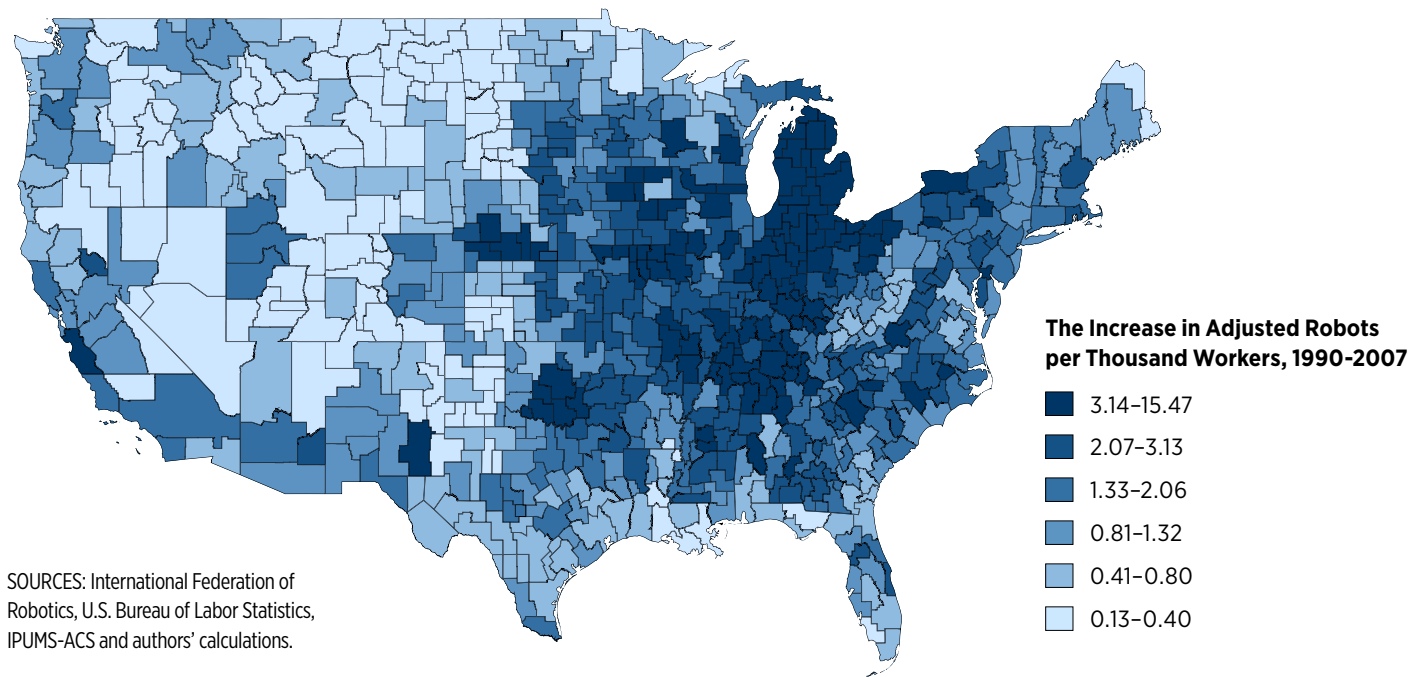 The Increase in Adjusted Robots
per Thousand Workers, 1990-2007
3.14–15.47
2.07–3.13
1.33–2.06
0.81–1.32
0.41–0.80
0.13–0.40
SOURCES: International Federation of
Robotics, U.S. Bureau of Labor Statistics,
IPUMS-ACS and authors’ calculations.